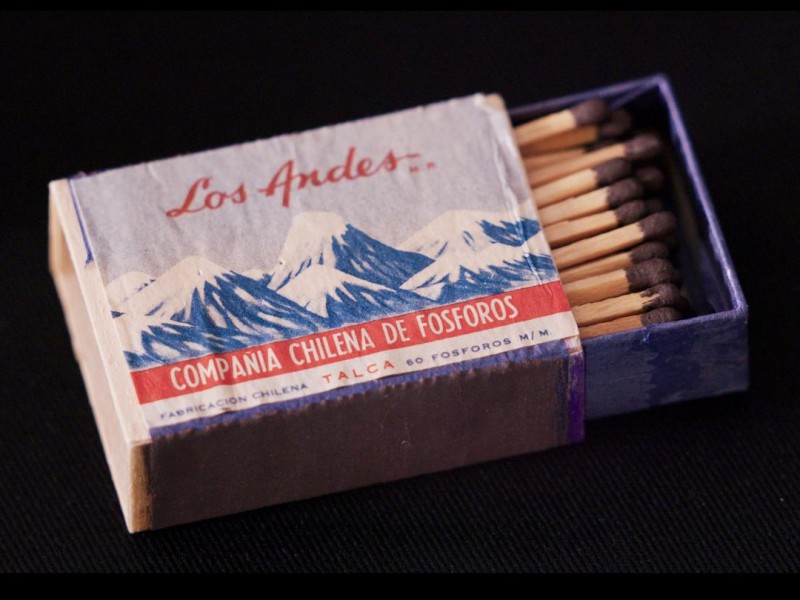 Los Andes M.R.
COMPAÑIA CHILENA DE FOSFOROS
FABRICACION CHILENA TALCA 60 FOSFOROS M/M.